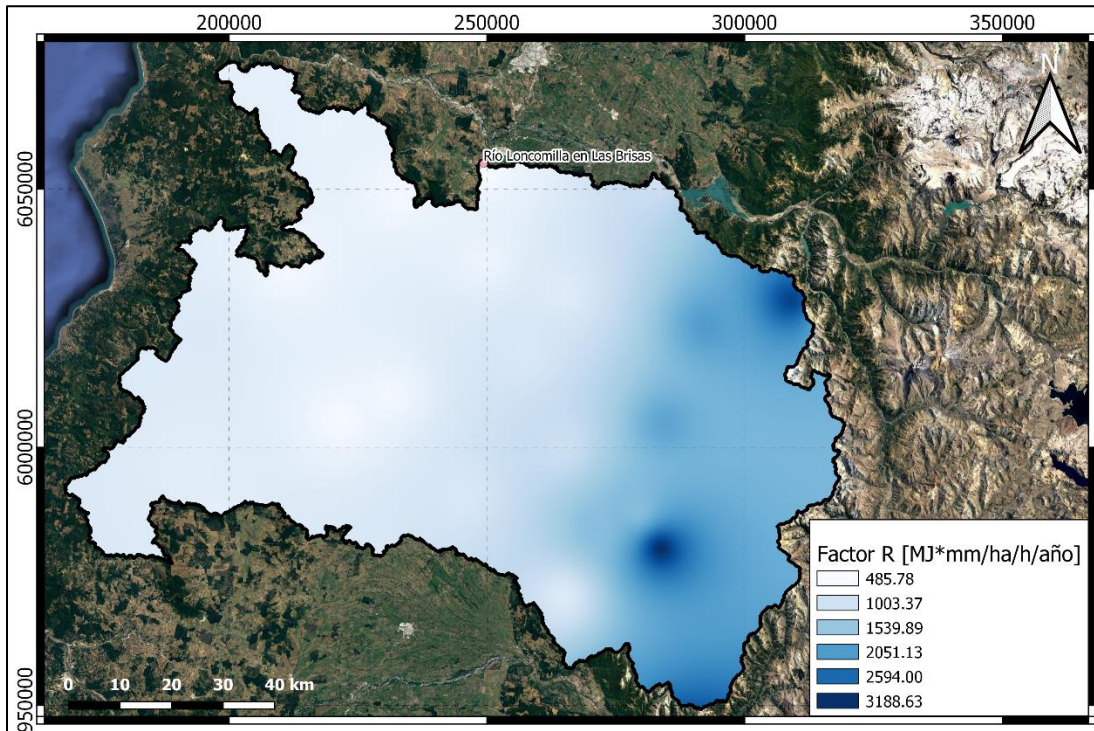 200000 250000 300000 350000
N
Río Loncomilla en Las Brisas
6050000
6000000
Factor R [MJ*mm/ha/h/año]
485.78
1003.37
1539.89
2051.13
2594.00
3188.63
0 10 20 30 40 km